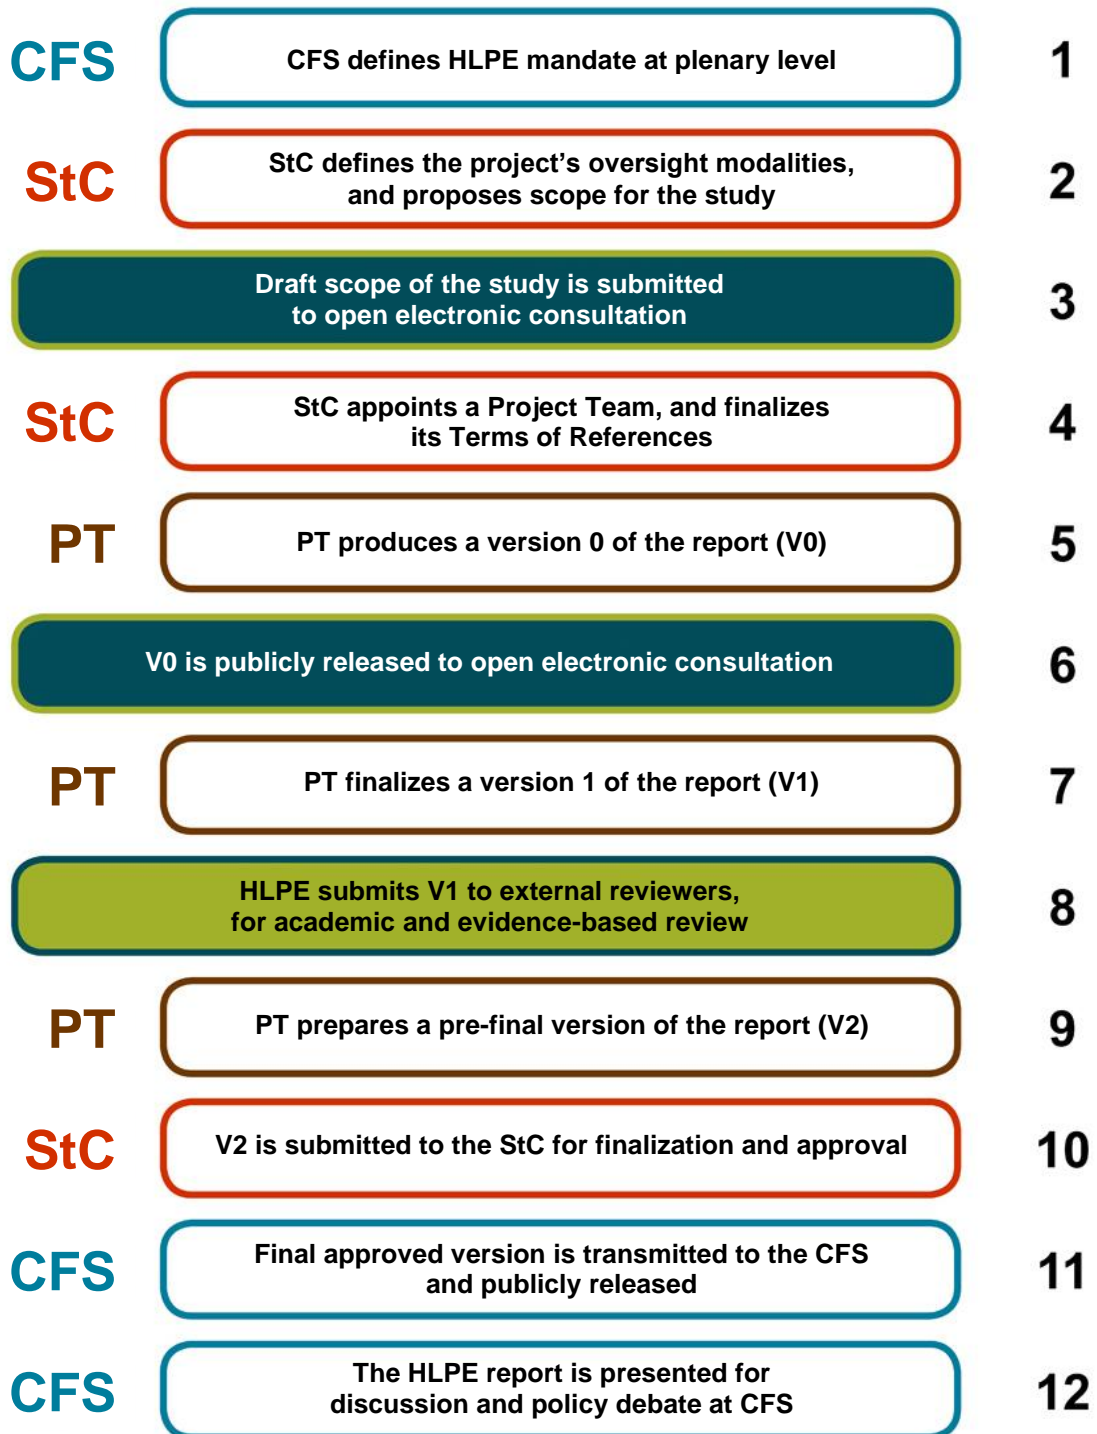 CFS
CFS defines HLPE mandate at plenary level
1
StC
StC defines the project's oversight modalities,
and proposes scope for the study
2
Draft scope of the study is submitted
to open electronic consultation
3
StC
StC appoints a Project Team, and finalizes
its Terms of References
4
PT
PT produces a version 0 of the report (V0)
5
V0 is publicly released to open electronic consultation
6
PT
PT finalizes a version 1 of the report (V1)
7
HLPE submits V1 to external reviewers,
for academic and evidence-based review
8
PT
PT prepares a pre-final version of the report (V2)
9
StC
V2 is submitted to the StC for finalization and approval
10
CFS
Final approved version is transmitted to the CFS
and publicly released
11
CFS
The HLPE report is presented for
discussion and policy debate at CFS
12